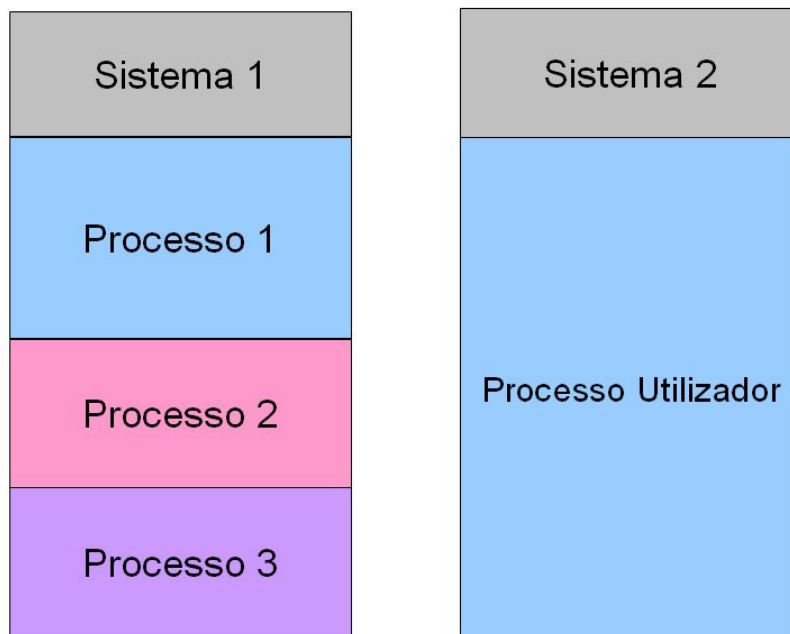 Sistema 1
Processo 1
Processo 2
Processo 3
Sistema 2
Processo Utilizador